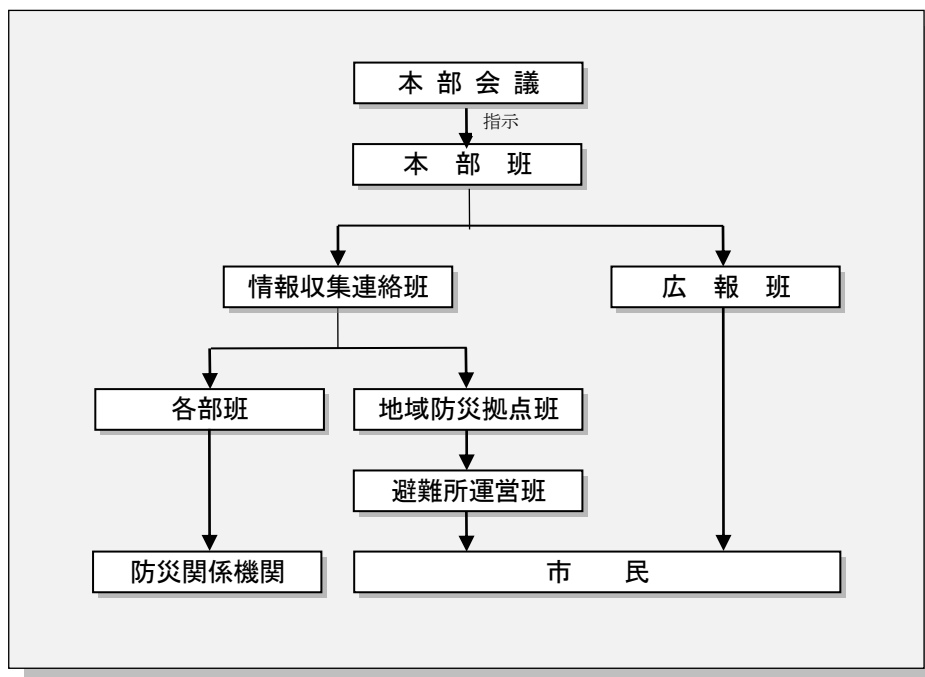 本部会議
指示
本部班
情報収集連絡班
広報班
各部班
地域防災拠点班
避難所運営班
防災関係機関
市民